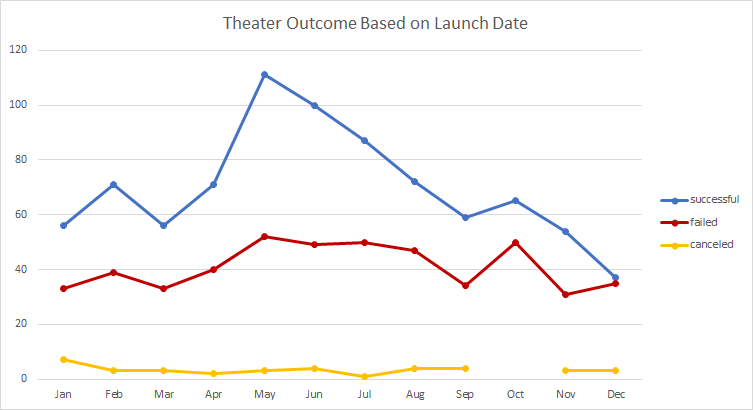 Theater Outcome Based on Launch Date
120
100
80
60
40
20
0
Jan Feb Mar Apr May Jun Jul Aug Sep Oct Nov Dec
successful
failed
canceled